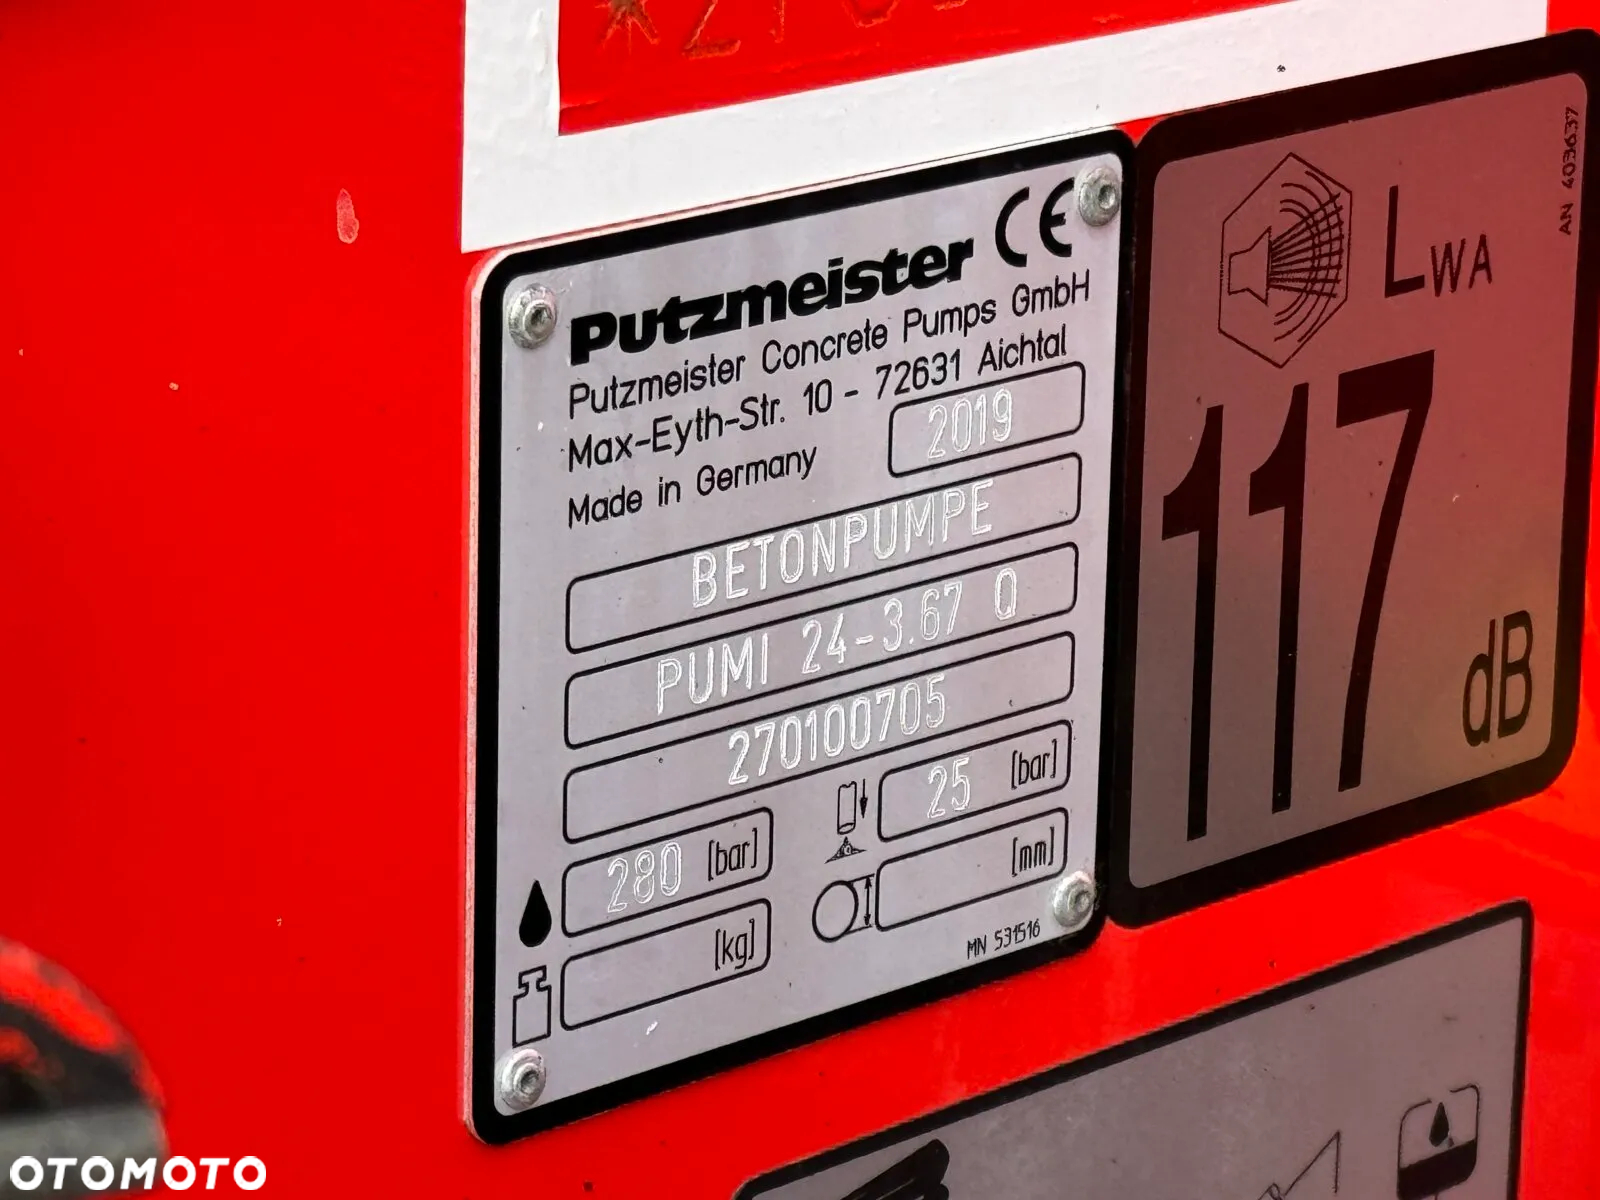 Putzmeister CE
Putzmeister Concrete Pumps GmbH
Max-Eyth-Str. 10 - 72631 Aichtal
Made in Germany
2019
BETONPUMPE
PUMI 24-3.67 Q
270100705
280 [bar]
25 [bar]
[kg]
[mm]
MN 531516
AN 403637
LWA
117
dB
OTOMOTO